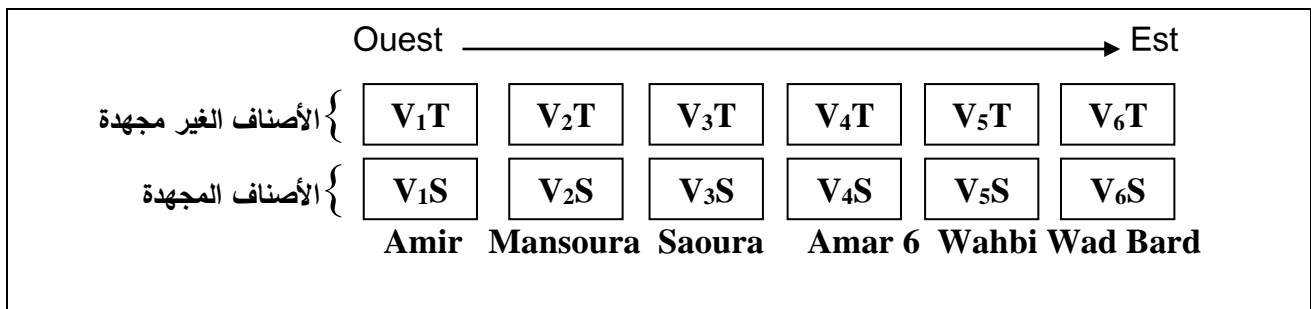 Ouest Est
الأصناف الغير مجهدة V₁T V₂T V₃T V₄T V₅T V₆T
الأصناف المجهدة V₁S V₂S V₃S V₄S V₅S V₆S
Amir Mansoura Saoura Amar 6 Wahbi Wad Bard